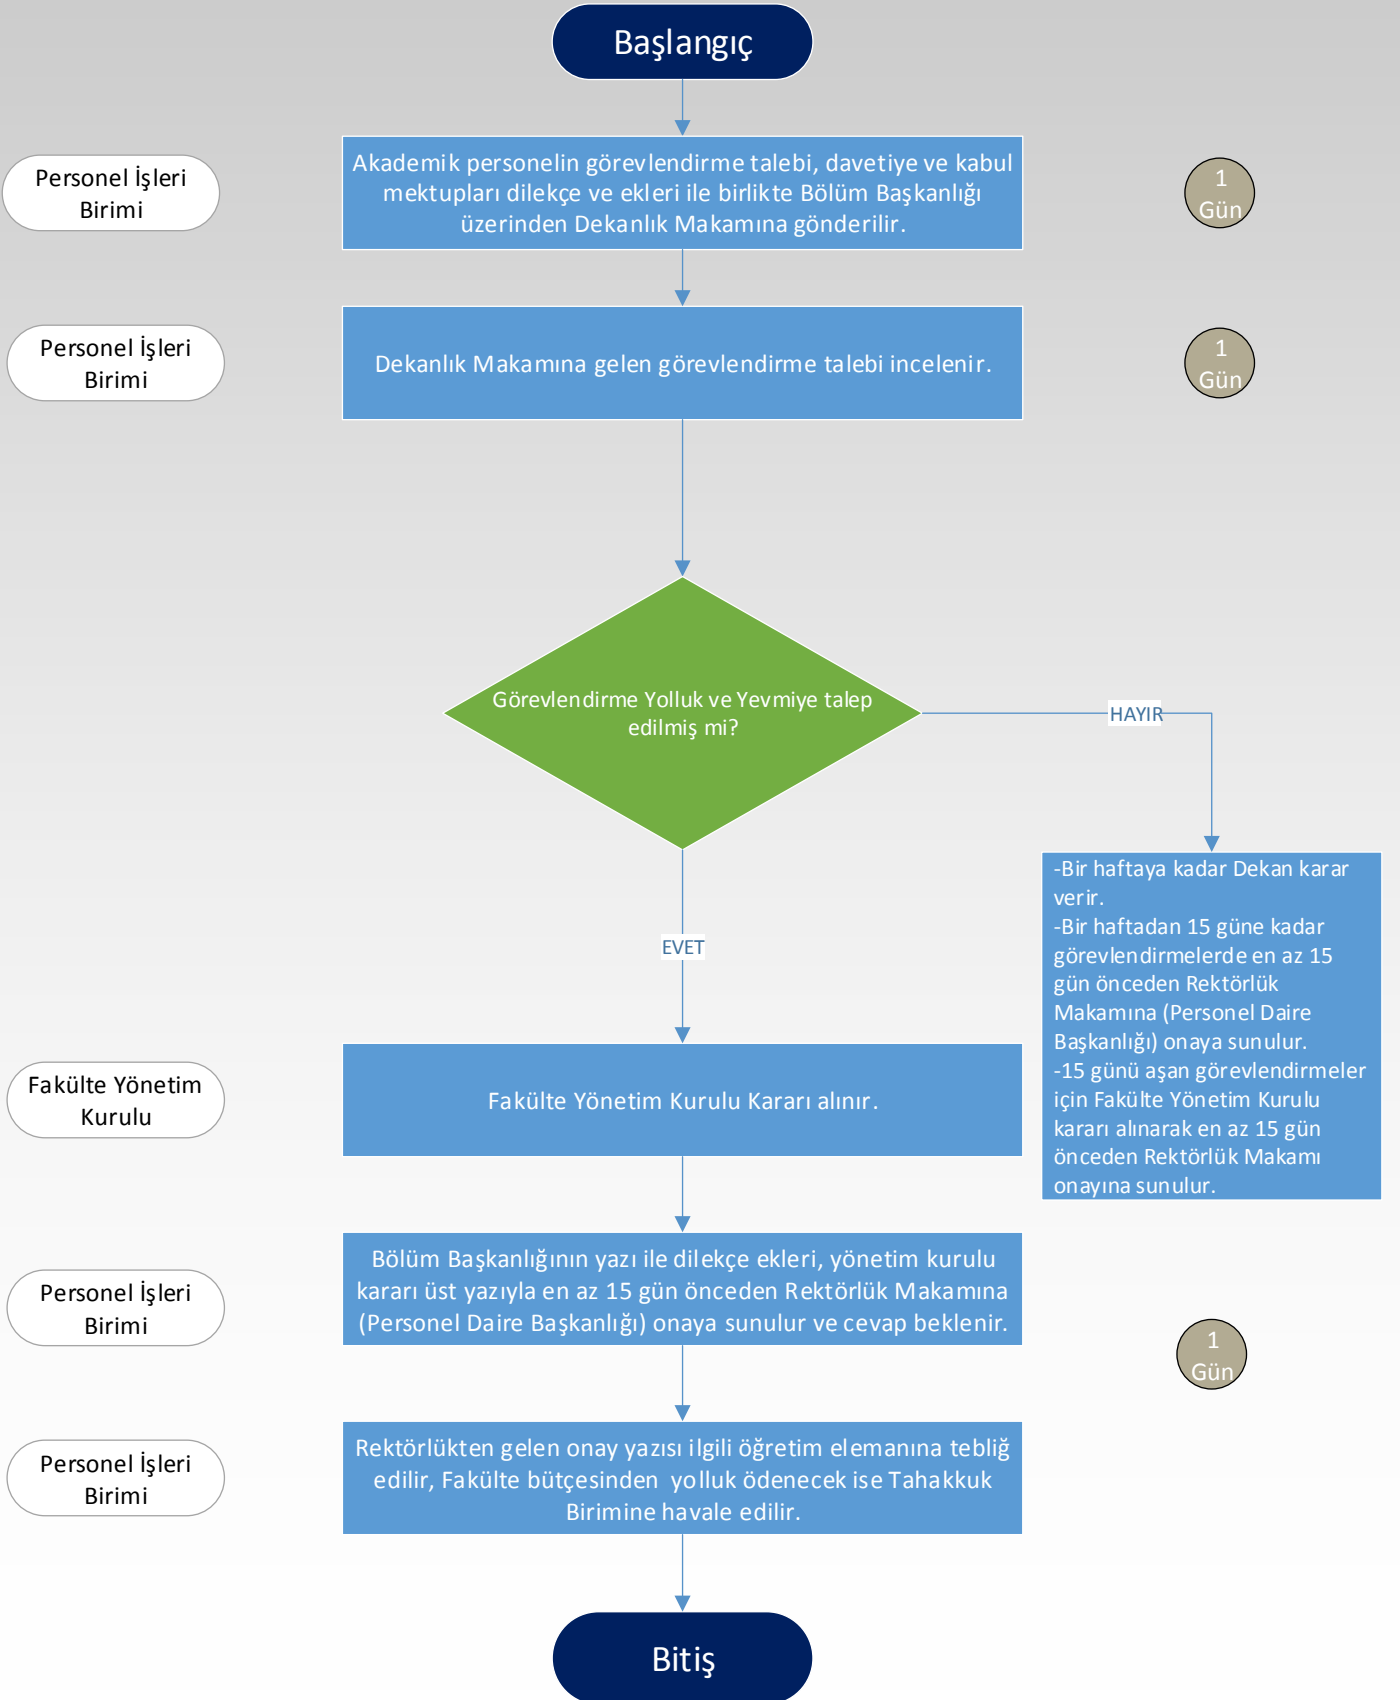 Başlangıç
Personel İşleri
Birimi
Akademik personelin görevlendirme talebi, davetiye ve kabul
mektupları dilekçe ve ekleri ile birlikte Bölüm Başkanlığı
üzerinden Dekanlık Makamına gönderilir.
1
Gün
Personel İşleri
Birimi
Dekanlık Makamına gelen görevlendirme talebi incelenir.
1
Gün
Görevlendirme Yolluk ve Yevmiye talep
edilmiş mi?
HAYIR
-Bir haftaya kadar Dekan karar
verir.
-Bir haftadan 15 güne kadar
görevlendirmelerde en az 15
gün önceden Rektörlük
Makamına (Personel Daire
Başkanlığı) onaya sunulur.
-15 günü aşan görevlendirmeler
için Fakülte Yönetim Kurulu
kararı alınarak en az 15 gün
önceden Rektörlük Makamı
onayına sunulur.
EVET
Fakülte Yönetim
Kurulu
Fakülte Yönetim Kurulu Kararı alınır.
Personel İşleri
Birimi
Bölüm Başkanlığının yazı ile dilekçe ekleri, yönetim kurulu
kararı üst yazıyla en az 15 gün önceden Rektörlük Makamına
(Personel Daire Başkanlığı) onaya sunulur ve cevap beklenir.
1
Gün
Personel İşleri
Birimi
Rektörlükten gelen onay yazısı ilgili öğretim elemanına tebliğ
edilir, Fakülte bütçesinden  yolluk ödenecek ise Tahakkuk
Birimine havale edilir.
Bitiş